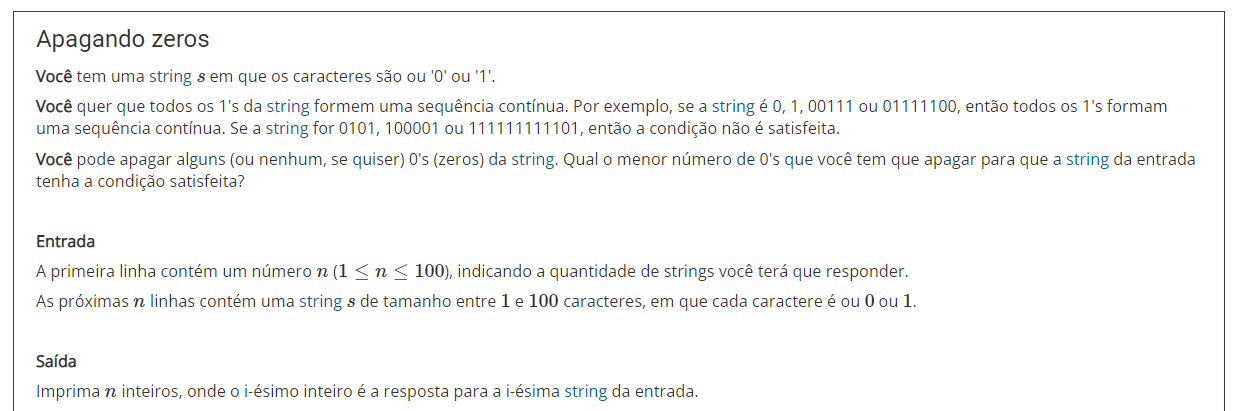 Apagando zeros
Você tem uma string s em que os caracteres são ou '0' ou '1'.
Você quer que todos os 1's da string formem uma sequência contínua. Por exemplo, se a string é 0, 1, 00111 ou 01111100, então todos os 1's formam
uma sequência contínua. Se a string for 0101, 100001 ou 111111111101, então a condição não é satisfeita.
Você pode apagar alguns (ou nenhum, se quiser) 0's (zeros) da string. Qual o menor número de 0's que você tem que apagar para que a string da entrada
tenha a condição satisfeita?
Entrada
A primeira linha contém um número n (1 ≤ n ≤ 100), indicando a quantidade de strings você terá que responder.
As próximas n linhas contém uma string s de tamanho entre 1 e 100 caracteres, em que cada caractere é ou 0 ou 1.
Saída
Imprima n inteiros, onde o i-ésimo inteiro é a resposta para a i-ésima string da entrada.